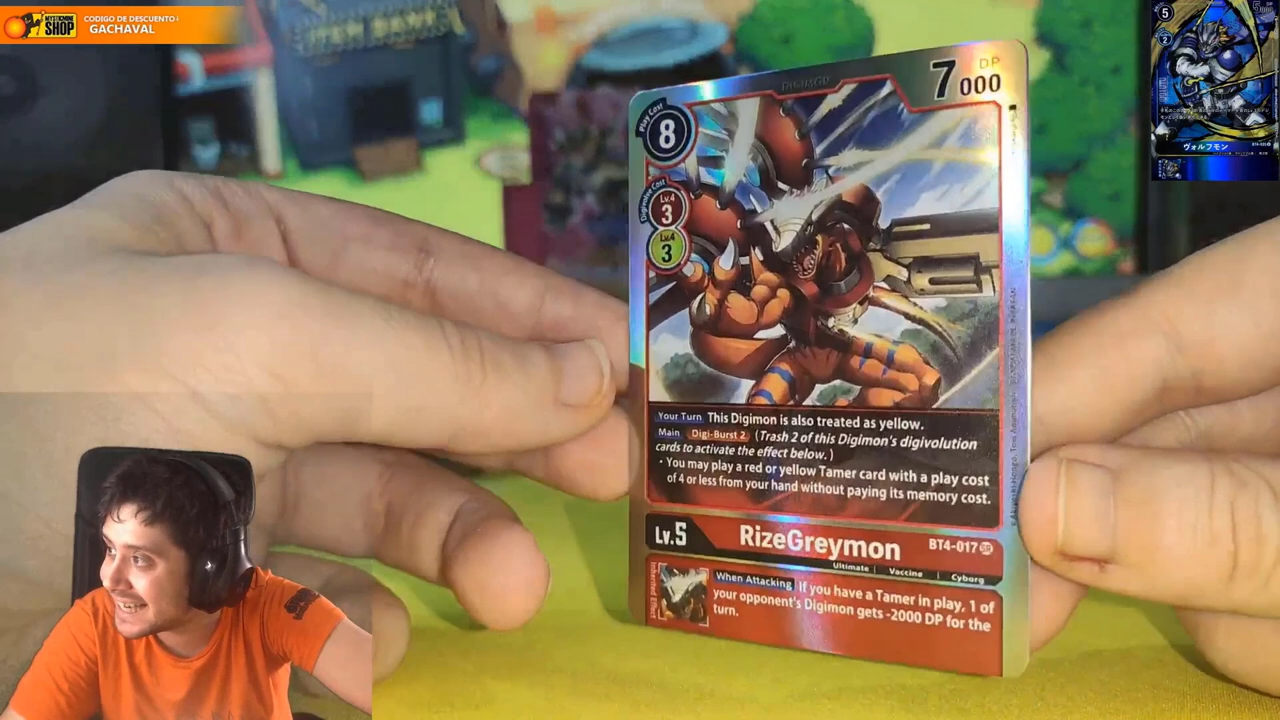 MYSTICMINE
SHOP
CODIGO DE DESCUENTO
GACHAVAL
DIGIMON
DP
7000
Play Cost
8
Digivolve Cost
Lv.4
3
Lv.4
3
Your Turn This Digimon is also treated as yellow.
Main Digi-Burst 2 (Trash 2 of this Digimon's digivolution
cards to activate the effect below.)
・You may play a red or yellow Tamer card with a play cost
of 4 or less from your hand without paying its memory cost.
Lv.5
RizeGreymon
BT4-017 SR
Ultimate Vaccine Cyborg
Inherited Effect
When Attacking If you have a Tamer in play, 1 of
your opponent's Digimon gets -2000 DP for the
turn.
5
2
ヴォルフモン